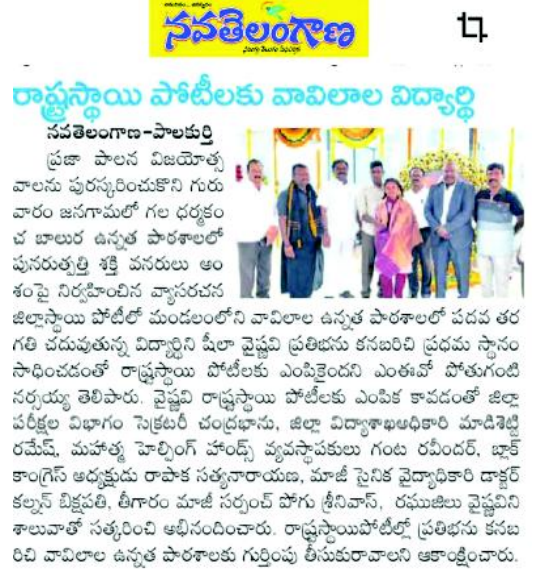 నవతెలంగాణ
రాష్ట్రస్థాయి పోటీలకు వావిలాల విద్యార్థి
నవతెలంగాణ-పాలకుర్తి
ప్రజా పాలన విజయోత్స
వాలను పురస్కరించుకొని గురు
వారం జనగామలో గల ధర్మకం
చ బాలుర ఉన్నత పాఠశాలలో
పునరుత్పత్తి శక్తి వనరులు అం
శంపై నిర్వహించిన వ్యాసరచన
జిల్లాస్థాయి పోటీలో మండలంలోని వావిలాల ఉన్నత పాఠశాలలో పదవ తర
గతి చదువుతున్న విద్యార్థిని షీలా వైష్ణవి ప్రతిభను కనబరిచి ప్రథమ స్థానం
సాధించడంతో రాష్ట్రస్థాయి పోటీలకు ఎంపికైందని ఎంఈవో పోతుగంటి
నర్సయ్య తెలిపారు. వైష్ణవి రాష్ట్రస్థాయి పోటీలకు ఎంపిక కావడంతో జిల్లా
పరీక్షల విభాగం సెక్రటరీ చంద్రభాను, జిల్లా విద్యాశాఖఅధికారి మాడిశెట్టి
రమేష్, మహాత్మ హెల్పింగ్ హాండ్స్ వ్యవస్థాపకులు గంట రవీందర్, బ్లాక్
కాంగ్రెస్ అధ్యక్షుడు రాపాక సత్యనారాయణ, మాజీ సైనిక వైద్యాధికారి డాక్టర్
కల్నన్ బిక్షపతి, తీగారం మాజీ సర్పంచ్ పోగు శ్రీనివాస్, రఘుజిలు వైష్ణవిని
శాలువాతో సత్కరించి అభినందించారు. రాష్ట్రస్థాయిపోటీల్లో ప్రతిభను కనబ
రిచి వావిలాల ఉన్నత పాఠశాలకు గుర్తింపు తీసుకురావాలని ఆకాంక్షించారు.